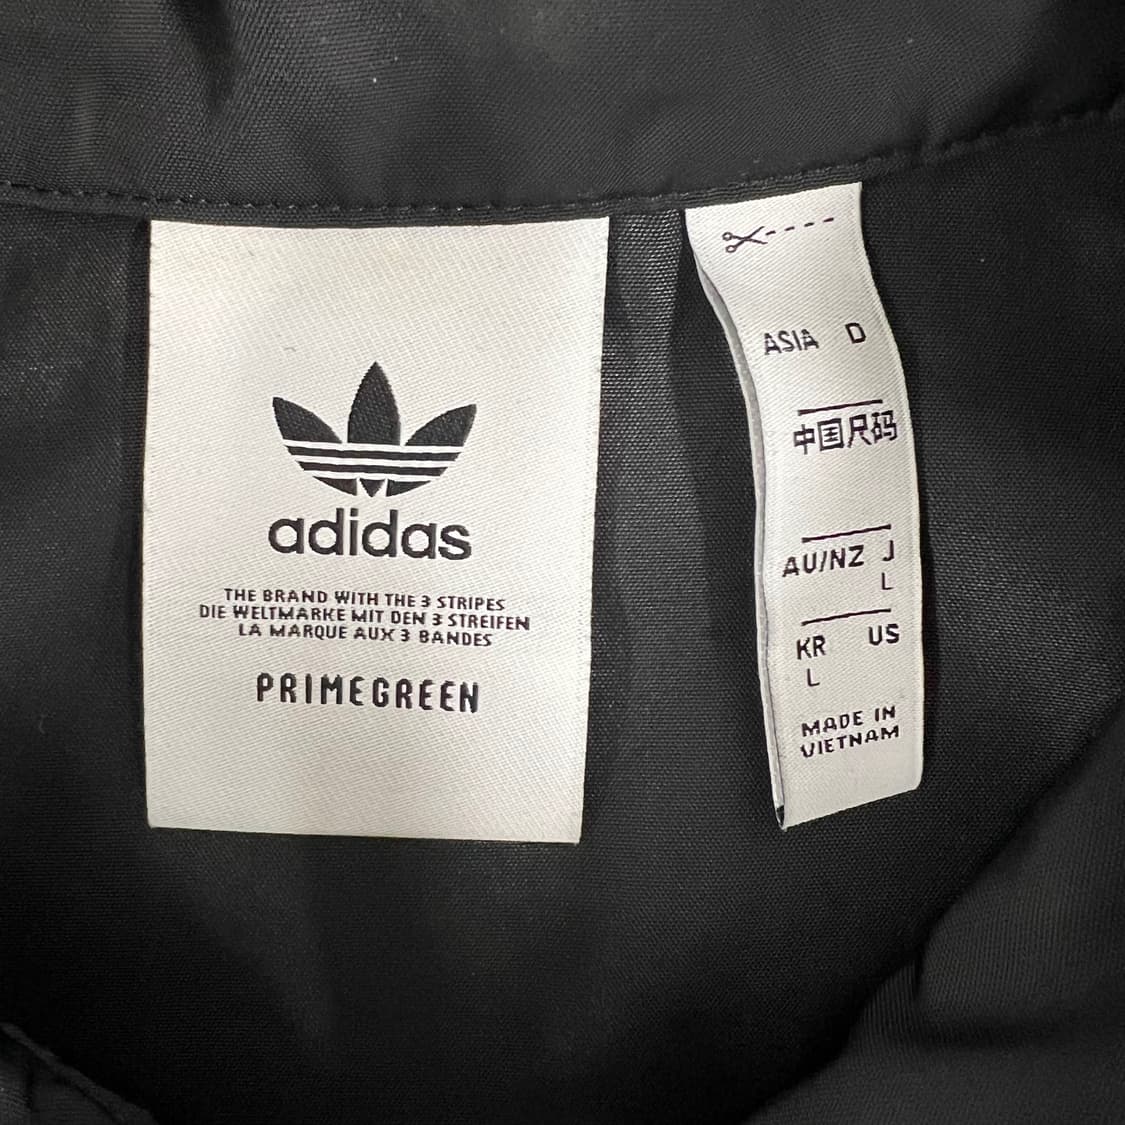 adidas
THE BRAND WITH THE 3 STRIPES
DIE WELTMARKE MIT DEN 3 STREIFEN
LA MARQUE AUX 3 BANDES
PRIMEGREEN
ASIA D
中国尺码
AU/NZ J
L
KR US
L
MADE IN
VIETNAM